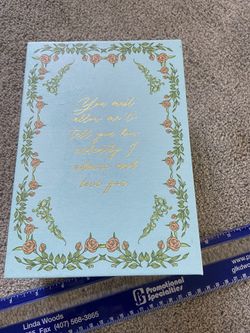 You must
allow me to
tell you how
ardently I
admire and
love you
Promotional
Specialties
Linda Woods
Fax (407) 568-3865